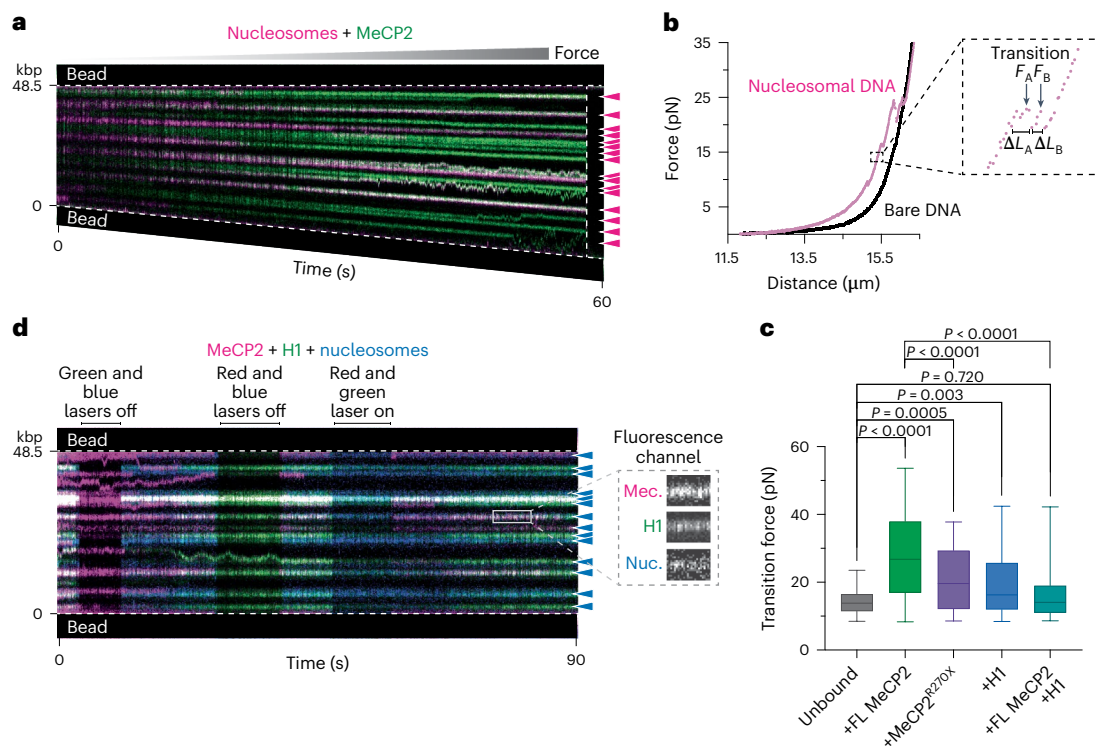 a
Nucleosomes + MeCP2
Force
kbp
48.5
Bead
0
Bead
0
Time (s)
60
b
35
25
15
5
Force (pN)
Nucleosomal DNA
Bare DNA
11.5 13.5 15.5
Distance (µm)
Transition
F_A F_B
ΔL_A ΔL_B
d
MeCP2 + H1 + nucleosomes
Green and
blue
lasers off
Red and
blue
lasers off
Red and
green
laser on
kbp
48.5
Bead
0
Bead
0
Time (s)
90
Fluorescence
channel
Mec.
H1
Nuc.
c
P < 0.0001
P < 0.0001
P = 0.720
P = 0.003
P = 0.0005
P < 0.0001
60
40
20
0
Transition force (pN)
Unbound
+FL MeCP2
+MeCP2^R270X
+H1
+FL MeCP2
+H1